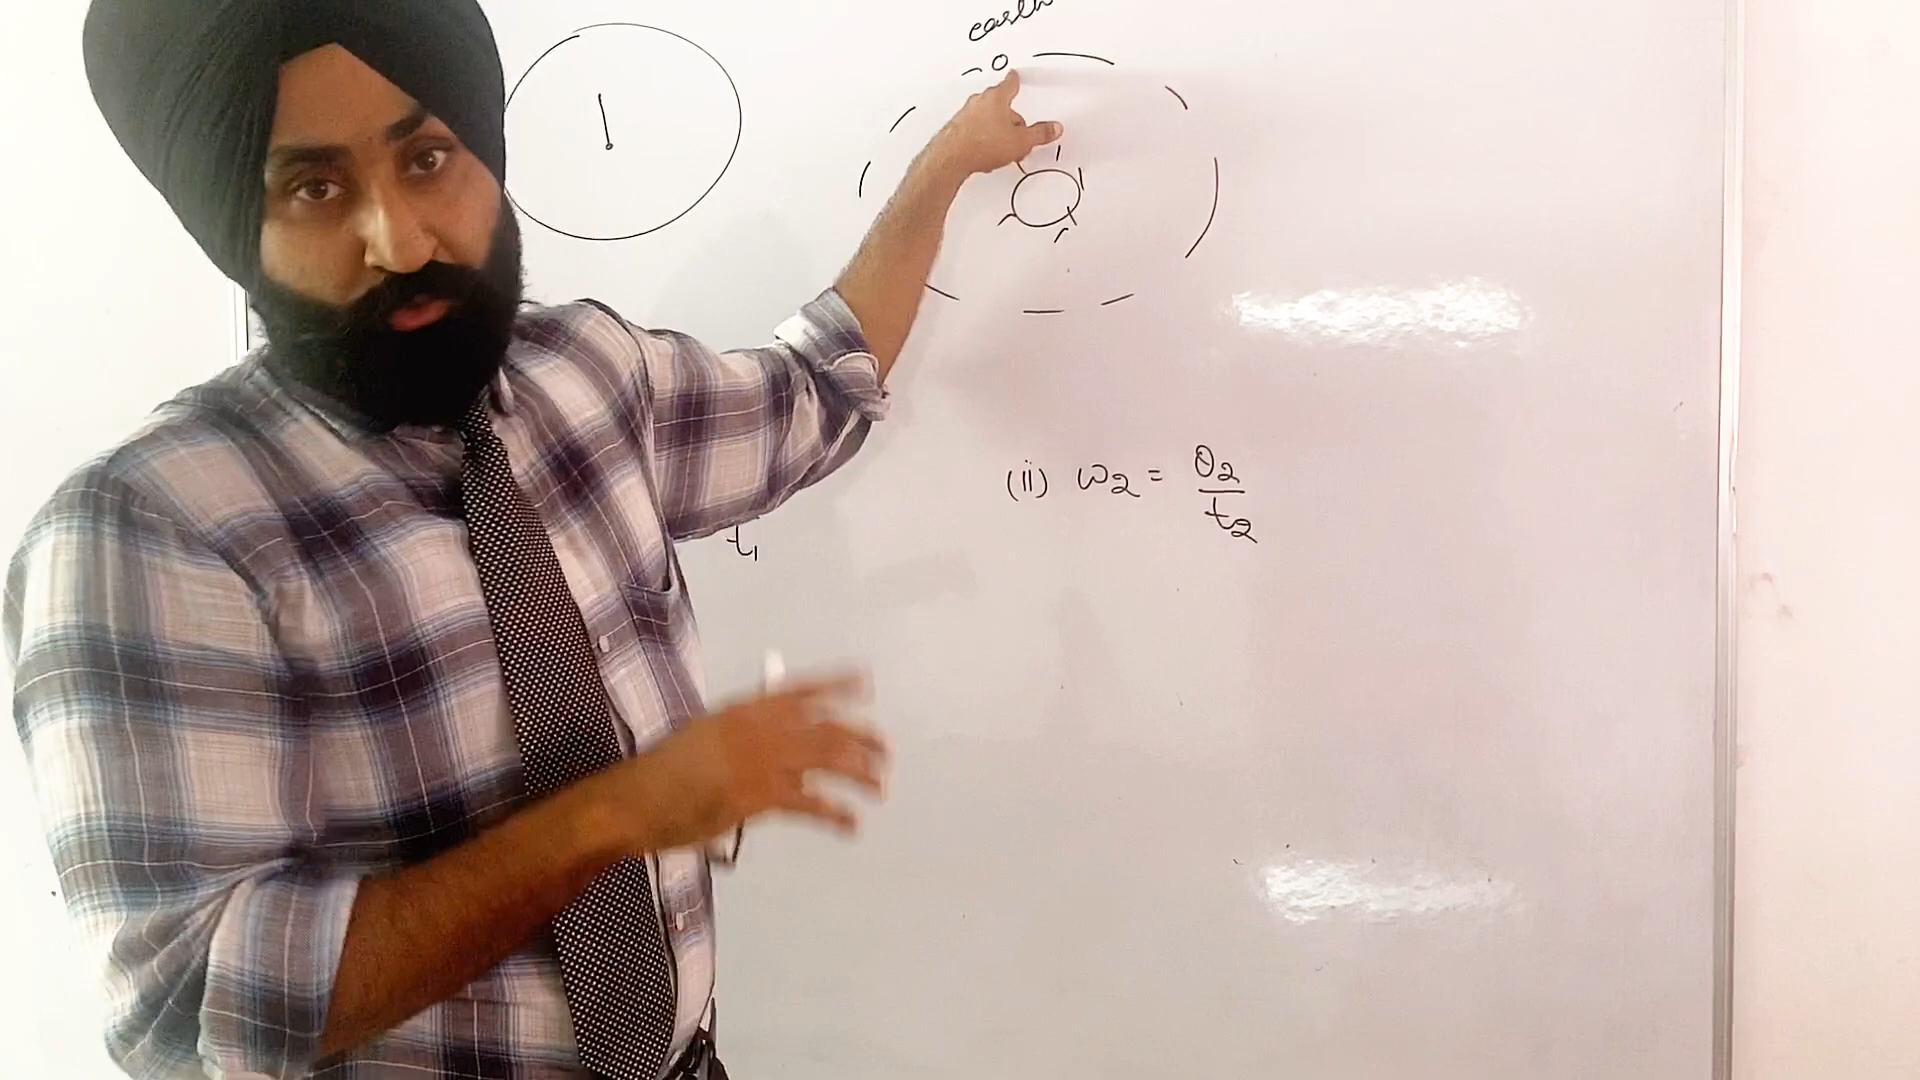 earth
(ii) ω₂ = θ₂/t₂
t₁